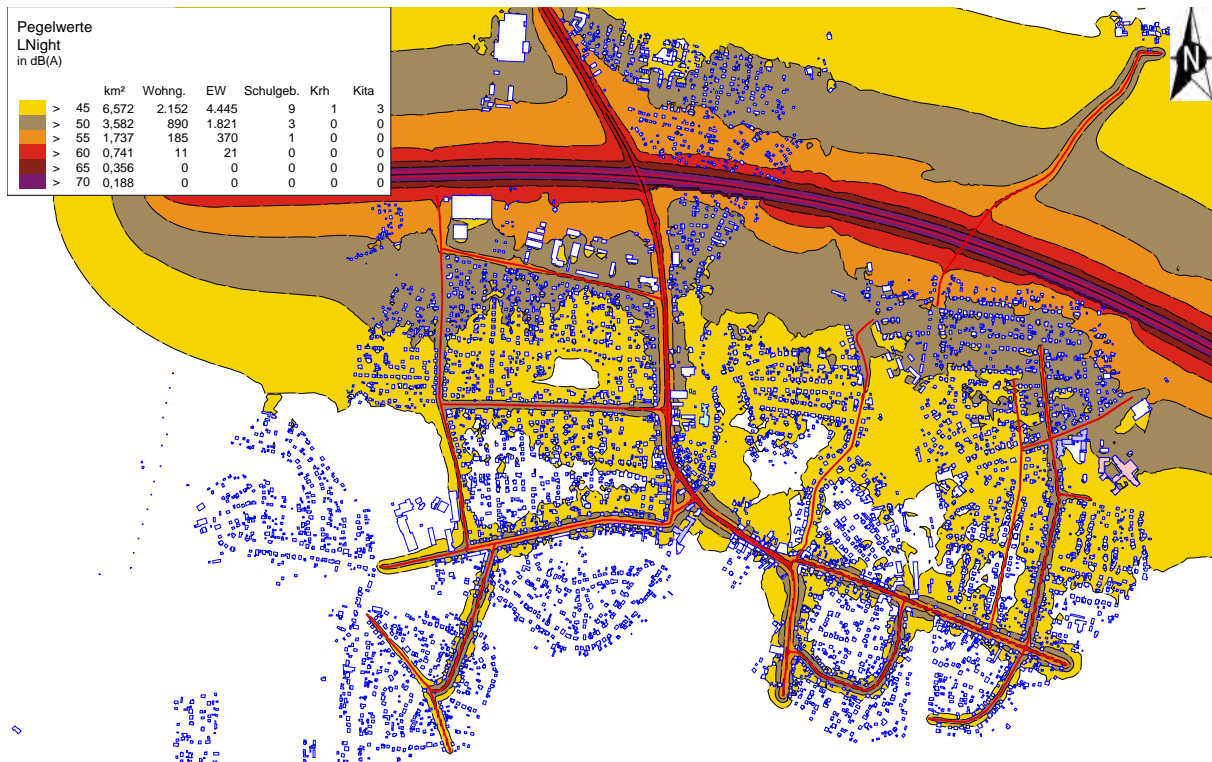 Pegelwerte
LNight
in dB(A)
km² Wohng. EW Schulgeb. Krh Kita
> 45 6,572 2.152 4.445 9 1 3
> 50 3,582 890 1.821 3 0 0
> 55 1,737 185 370 1 0 0
> 60 0,741 11 21 0 0 0
> 65 0,356 0 0 0 0 0
> 70 0,188 0 0 0 0 0
N